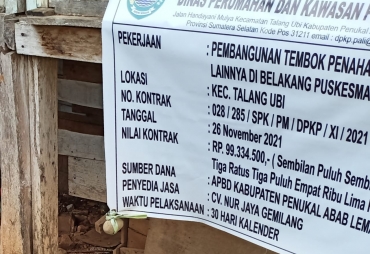 DINAS PERUMAHAN DAN KAWASAN
Jalan Handayani Mulya Kecamatan Talang Ubi Kabupaten Penukal
Provinsi Sumatera Selatan Kode Pos 31211 email : dpkp.pali@
PEKERJAAN : PEMBANGUNAN TEMBOK PENAHA
LAINNYA DI BELAKANG PUSKESMA
LOKASI : KEC. TALANG UBI
NO. KONTRAK : 028 / 285 / SPK / PM / DPKP / XI / 2021
TANGGAL : 26 November 2021
NILAI KONTRAK : RP. 99.334.500,- ( Sembilan Puluh Semb
Tiga Ratus Tiga Puluh Empat Ribu Lima
SUMBER DANA : APBD KABUPATEN PENUKAL ABAB LEM
PENYEDIA JASA : CV. NUR JAYA GEMILANG
WAKTU PELAKSANAAN : 30 HARI KALENDER